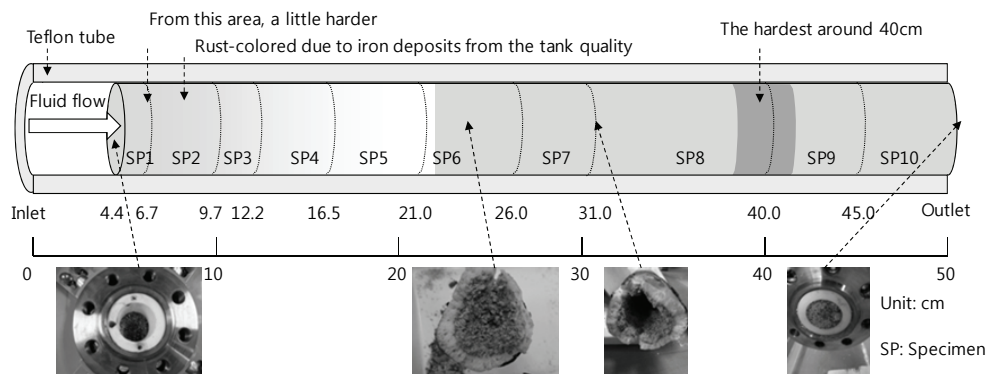 From this area, a little harder
Teflon tube
Rust-colored due to iron deposits from the tank quality
The hardest around 40cm
Fluid flow
SP1 SP2 SP3 SP4 SP5 SP6 SP7 SP8 SP9 SP10
Inlet 4.4 6.7 9.7 12.2 16.5 21.0 26.0 31.0 40.0 45.0 Outlet
0 10 20 30 40 50
Unit: cm
SP: Specimen